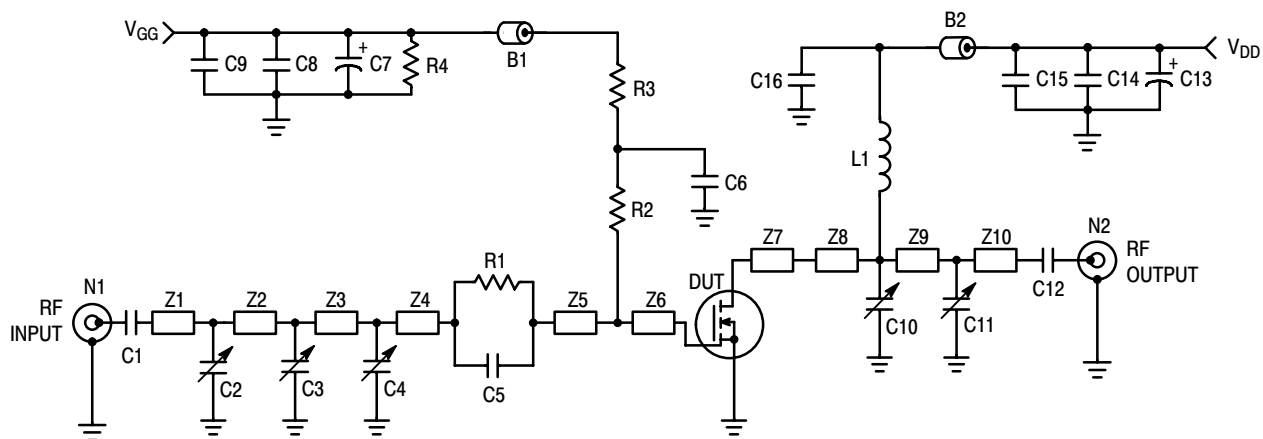 VGG
C9
C8
+
C7
R4
B1
R3
C6
R2
B2
VDD
C16
C15
C14
+
C13
L1
N1
RF
INPUT
C1
Z1
Z2
Z3
Z4
R1
C5
Z5
Z6
C2
C3
C4
DUT
Z7
Z8
Z9
Z10
C10
C11
C12
N2
RF
OUTPUT